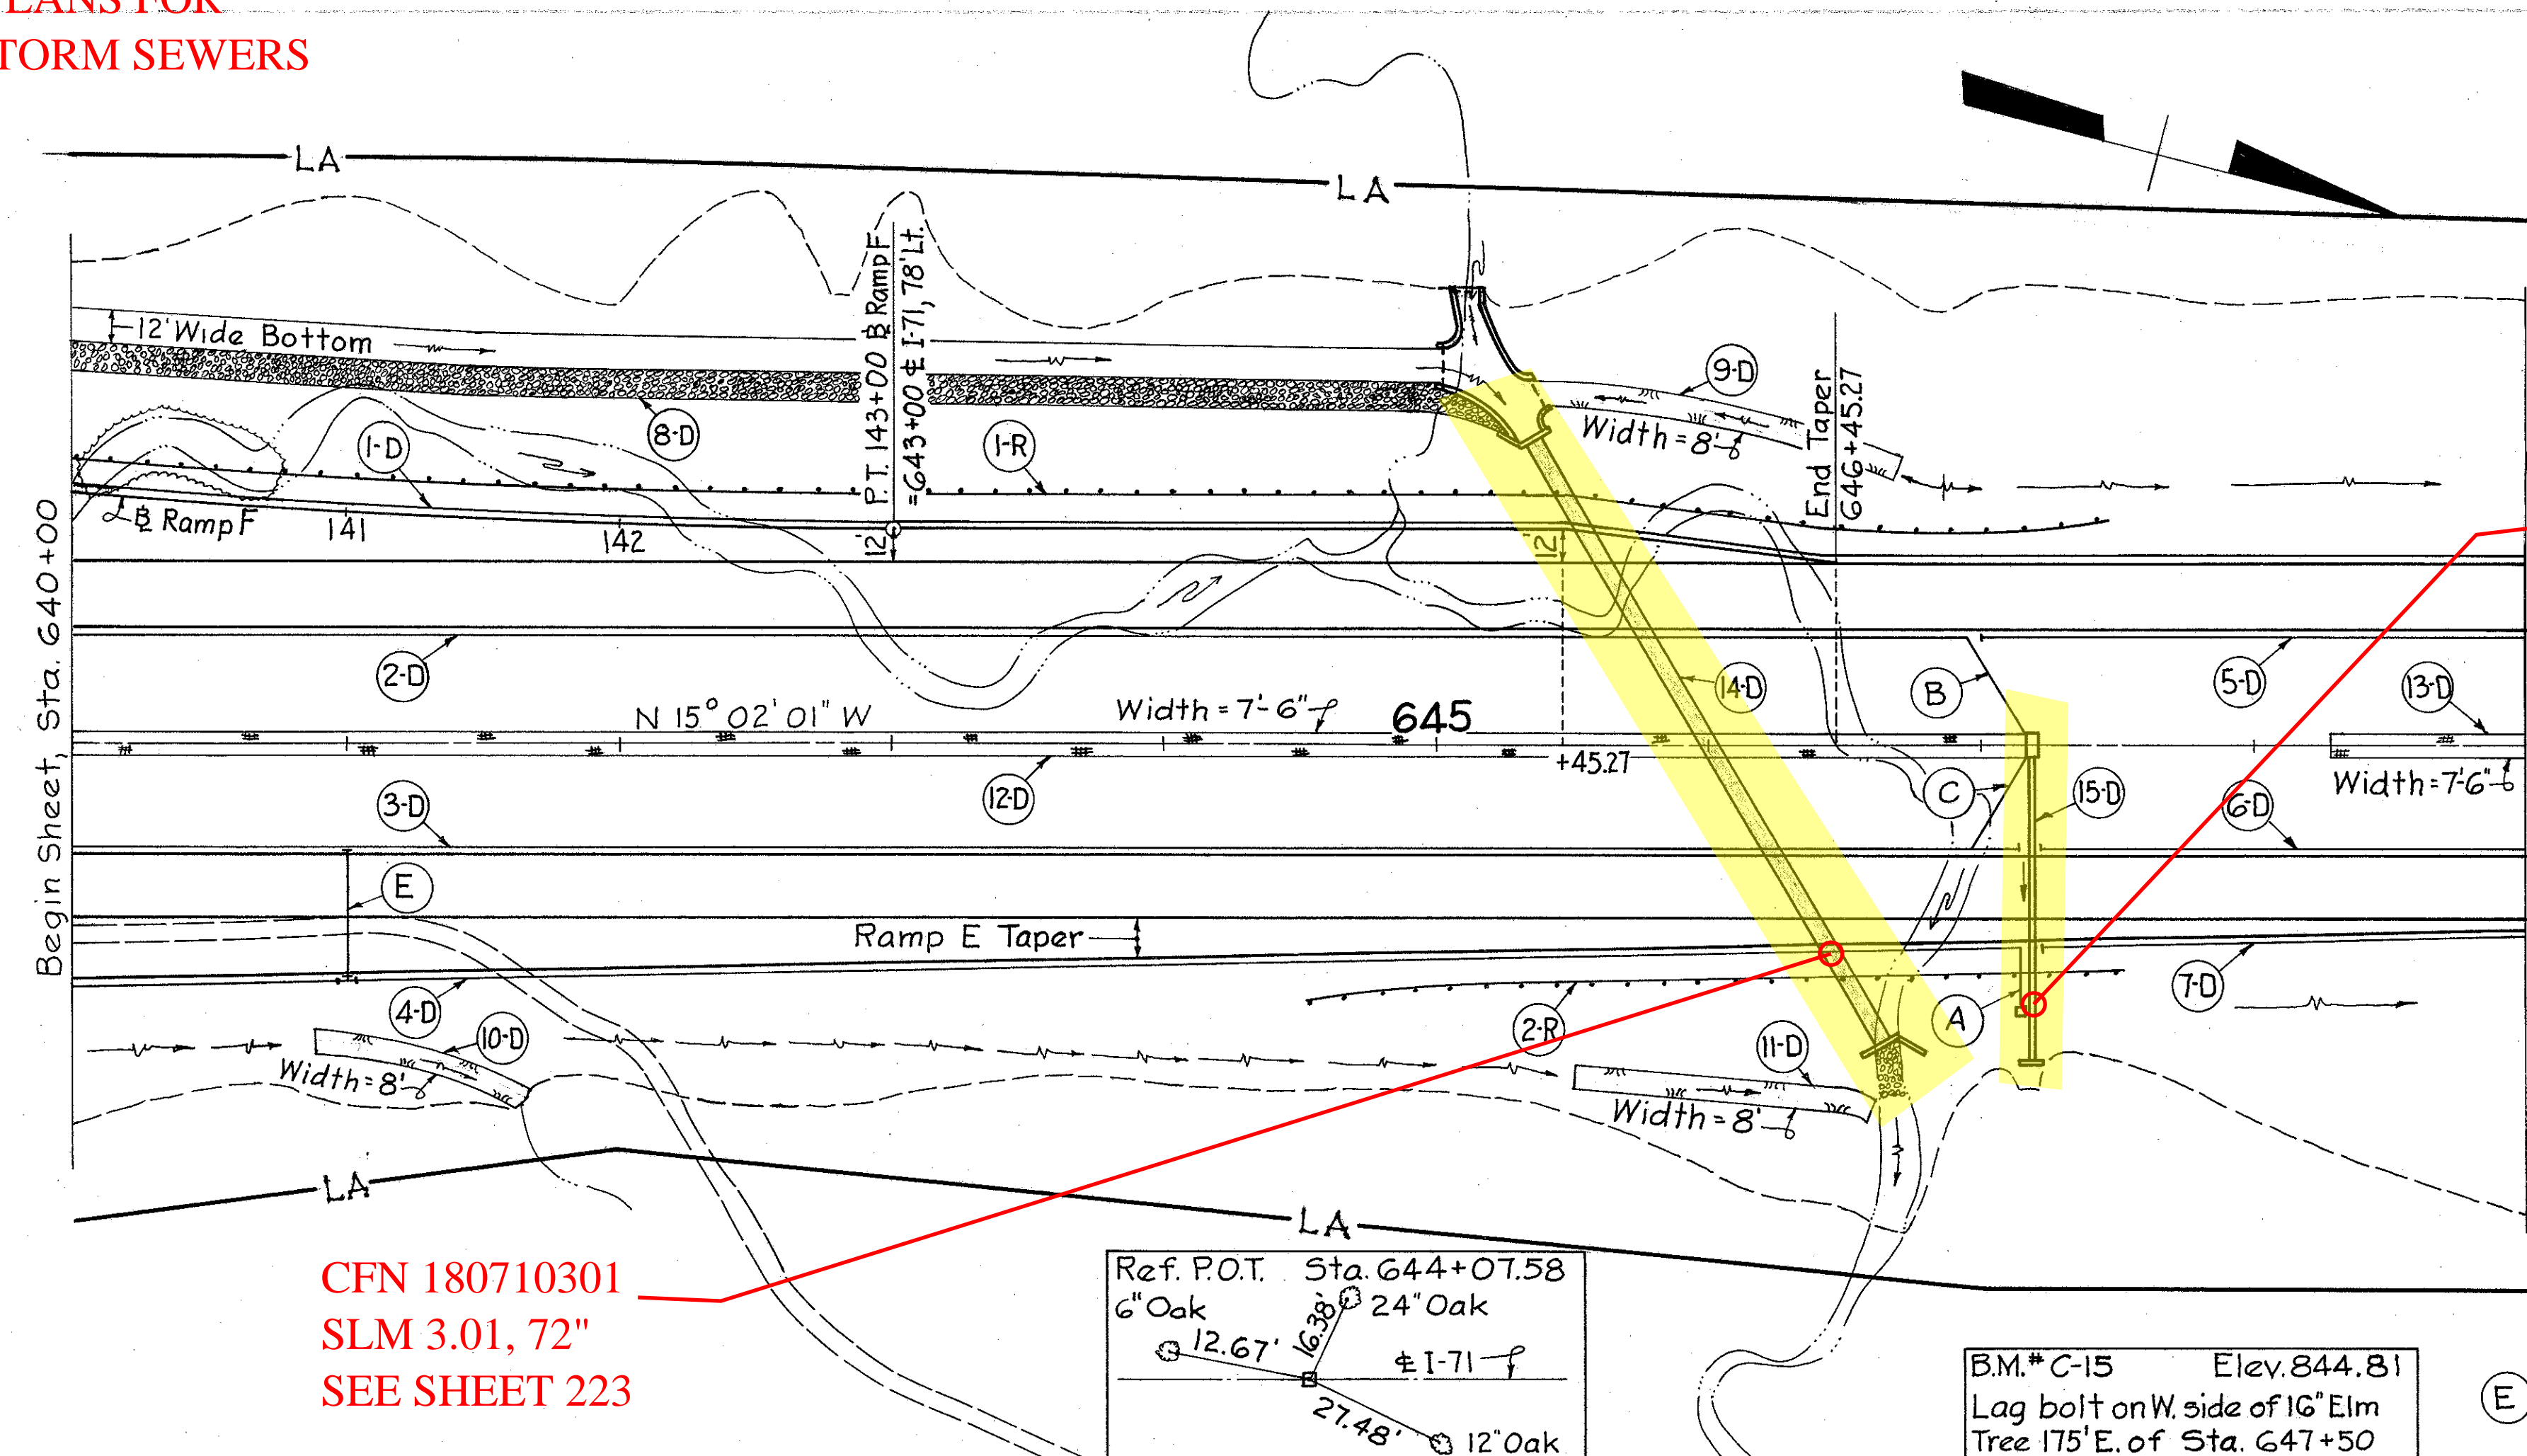 TORM SEWERS
LA
LA
12' Wide Bottom
P.T. 143+00 ⅊ Ramp F
=643+00 ℄ I-71, 78' Lt.
9-D
Width = 8'
End Taper
646+45.27
8-D
1-D
1-R
℄ Ramp F
141
142
12'
12'
Begin Sheet, Sta. 640+00
2-D
14-D
B
5-D
13-D
N 15° 02' 01" W
Width = 7'-6"
645
+45.27
12-D
3-D
C
15-D
6-D
Width = 7'-6"
E
Ramp E Taper
4-D
10-D
Width = 8'
2-R
A
7-D
11-D
Width = 8'
LA
LA
CFN 180710301
SLM 3.01, 72"
SEE SHEET 223
Ref. P.O.T. Sta. 644+07.58
6" Oak
24" Oak
12.67'
16.38'
℄ I-71
27.48'
12" Oak
B.M.# C-15 Elev. 844.81
Lag bolt on W. side of 16" Elm
Tree 175' E. of Sta. 647+50
E